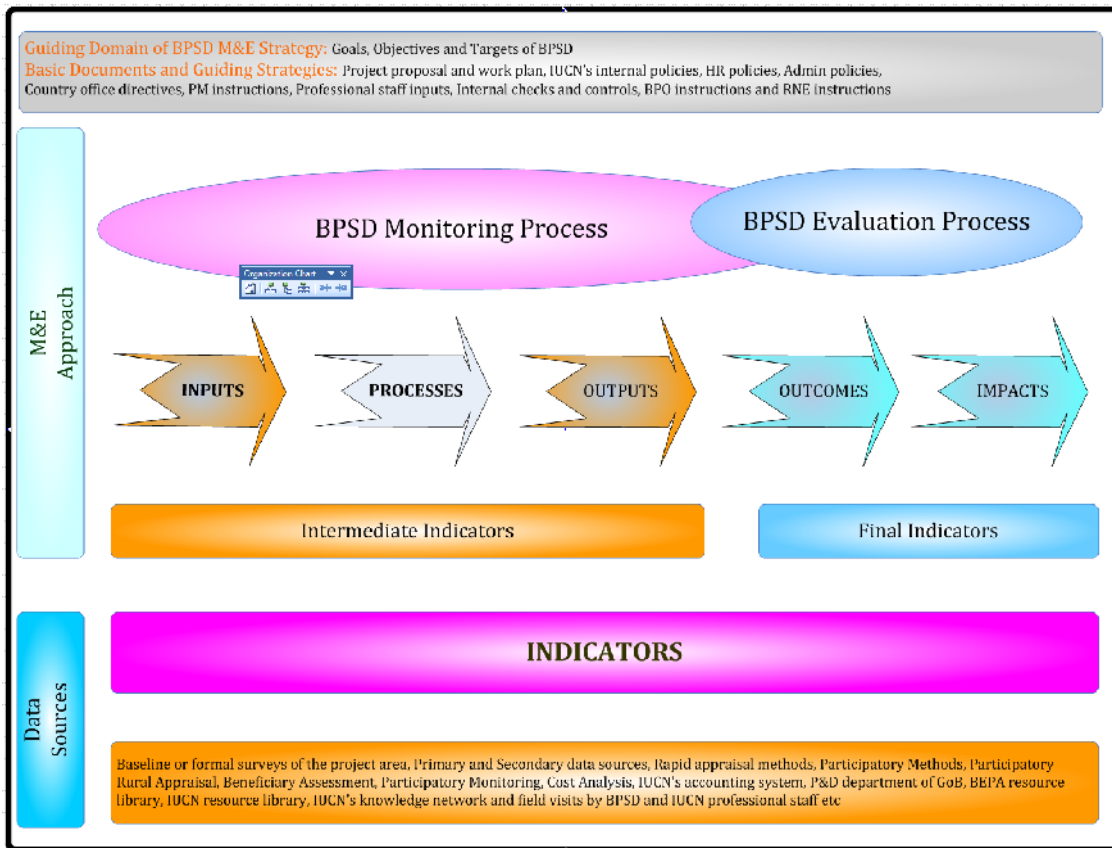 Guiding Domain of BPSD M&E Strategy: Goals, Objectives and Targets of BPSD
Basic Documents and Guiding Strategies: Project proposal and work plan, IUCN's internal policies, HR policies, Admin policies,
Country office directives, PM instructions, Professional staff inputs, Internal checks and controls, BPO instructions and RNE instructions
M&E
Approach
BPSD Monitoring Process
BPSD Evaluation Process
Organization Chart
INPUTS
PROCESSES
OUTPUTS
OUTCOMES
IMPACTS
Intermediate Indicators
Final Indicators
Data
Sources
INDICATORS
Baseline or formal surveys of the project area, Primary and Secondary data sources, Rapid appraisal methods, Participatory Methods, Participatory
Rural Appraisal, Beneficiary Assessment, Participatory Monitoring, Cost Analysis, IUCN's accounting system, P&D department of GoB, BEPA resource
library, IUCN resource library, IUCN's knowledge network and field visits by BPSD and IUCN professional staff etc